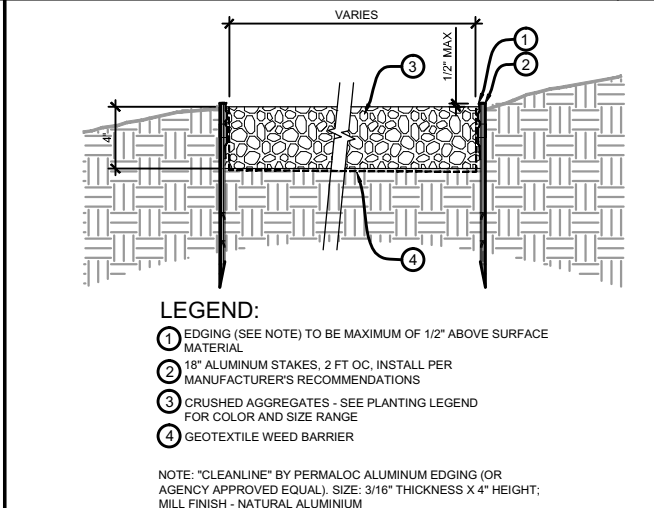 VARIES
1/2" MAX
1
2
3
4"
4
LEGEND:
1 EDGING (SEE NOTE) TO BE MAXIMUM OF 1/2" ABOVE SURFACE
MATERIAL
2 18" ALUMINUM STAKES, 2 FT OC, INSTALL PER
MANUFACTURER'S RECOMMENDATIONS
3 CRUSHED AGGREGATES - SEE PLANTING LEGEND
FOR COLOR AND SIZE RANGE
4 GEOTEXTILE WEED BARRIER
NOTE: "CLEANLINE" BY PERMALOC ALUMINUM EDGING (OR
AGENCY APPROVED EQUAL). SIZE: 3/16" THICKNESS X 4" HEIGHT;
MILL FINISH - NATURAL ALUMINIUM